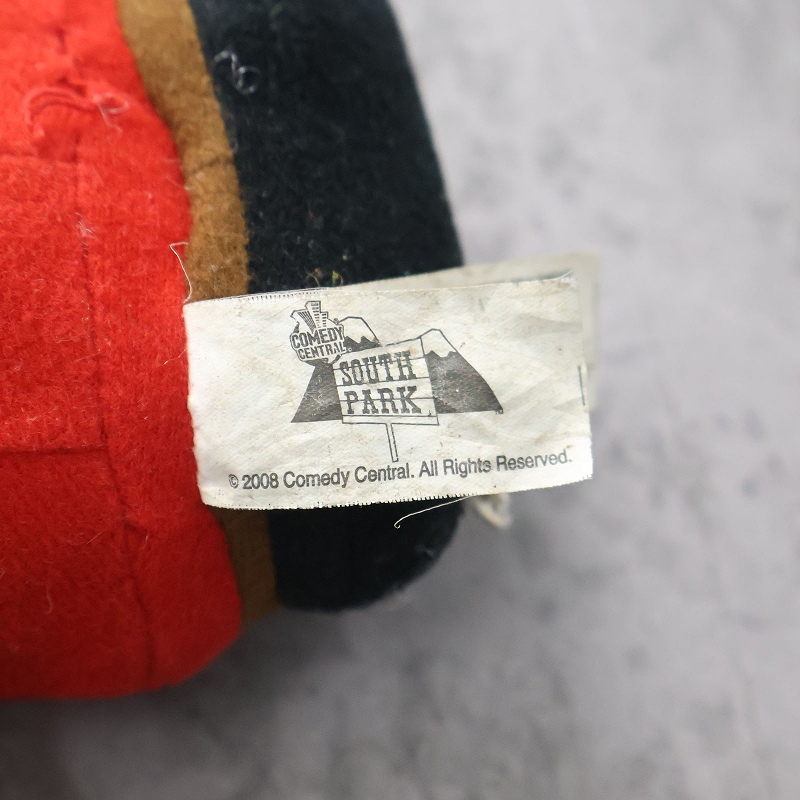 COMEDY
CENTRAL
SOUTH
PARK
© 2008 Comedy Central. All Rights Reserved.